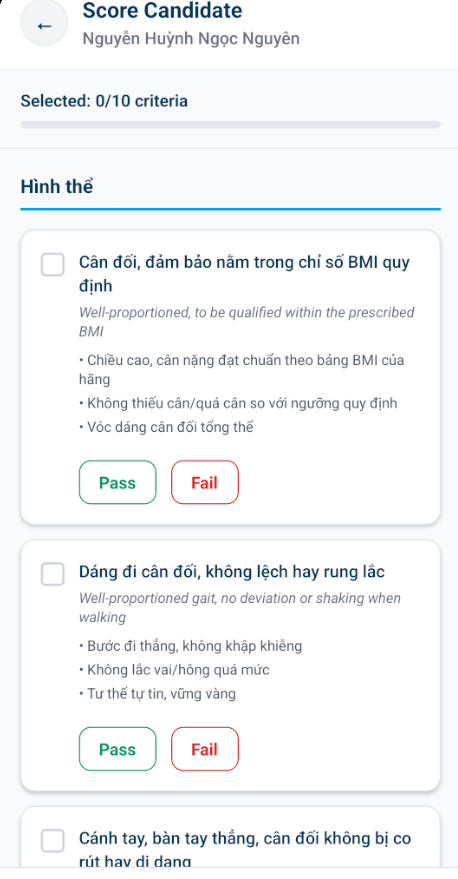 ←
Score Candidate
Nguyễn Huỳnh Ngọc Nguyên
Selected: 0/10 criteria
Hình thể
Cân đối, đảm bảo nằm trong chỉ số BMI quy
định
Well-proportioned, to be qualified within the prescribed
BMI
• Chiều cao, cân nặng đạt chuẩn theo bảng BMI của
hãng
• Không thiếu cân/quá cân so với ngưỡng quy định
• Vóc dáng cân đối tổng thể
Pass
Fail
Dáng đi cân đối, không lệch hay rung lắc
Well-proportioned gait, no deviation or shaking when
walking
• Bước đi thẳng, không khập khiễng
• Không lắc vai/hông quá mức
• Tư thế tự tin, vững vàng
Pass
Fail
Cánh tay, bàn tay thẳng, cân đối không bị co
rút hay dị dạng